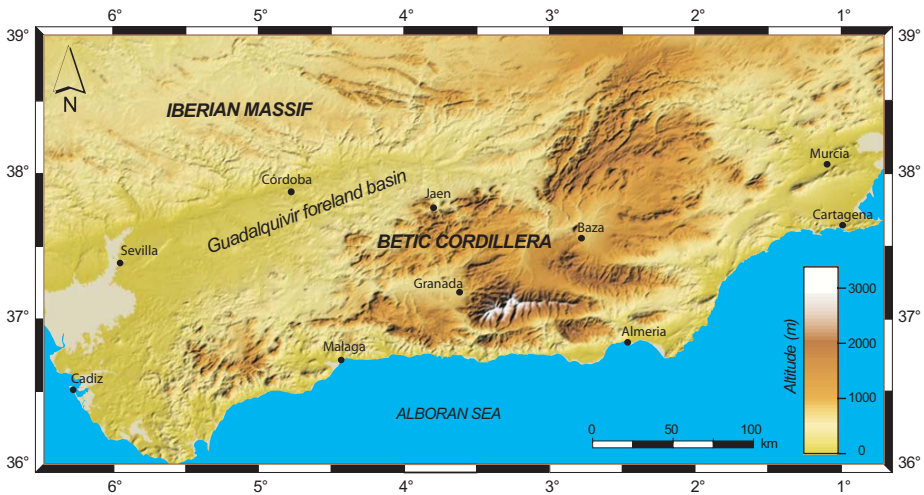 6° 5° 4° 3° 2° 1°
39° 39°
N
IBERIAN MASSIF
38° 38°
Murcia
Córdoba
Guadalquivir foreland basin
Jaen
Cartagena
BETIC CORDILLERA
Baza
Sevilla
Granada
37° 37°
Almeria
Malaga
Cadiz
ALBORAN SEA
Altitude (m)
3000
2000
1000
0
0 50 100
km
36° 36°
6° 5° 4° 3° 2° 1°